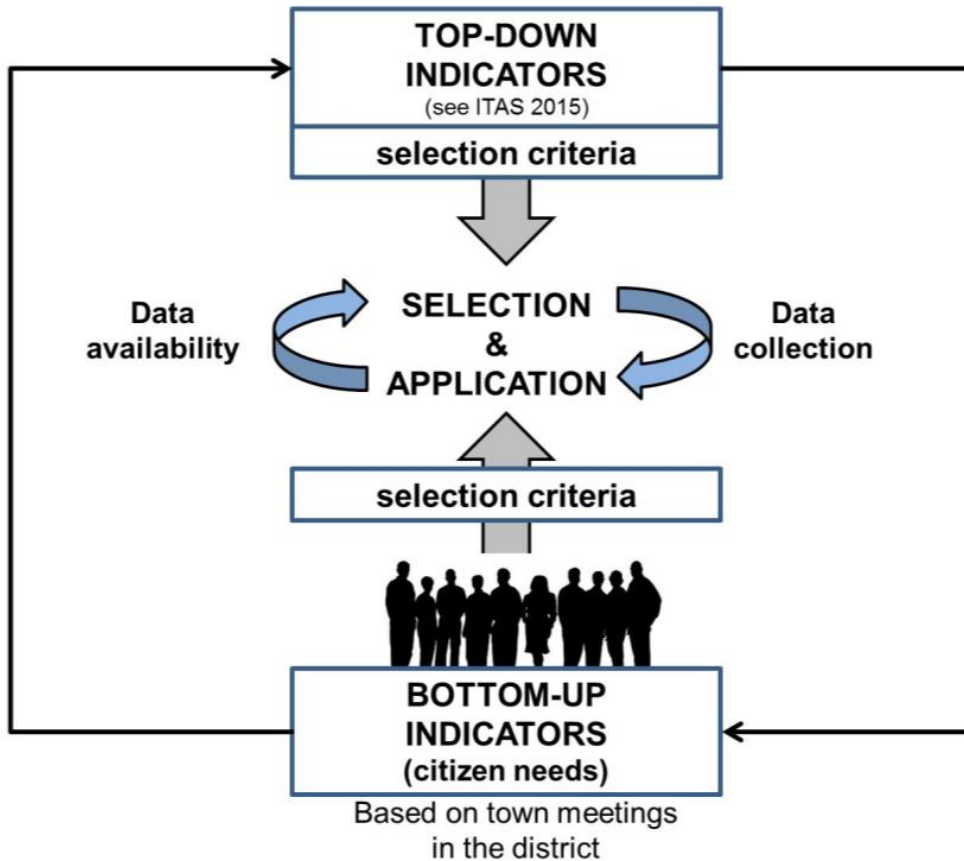 TOP-DOWN
INDICATORS
(see ITAS 2015)
selection criteria
Data
availability
SELECTION
&
APPLICATION
Data
collection
selection criteria
BOTTOM-UP
INDICATORS
(citizen needs)
Based on town meetings
in the district